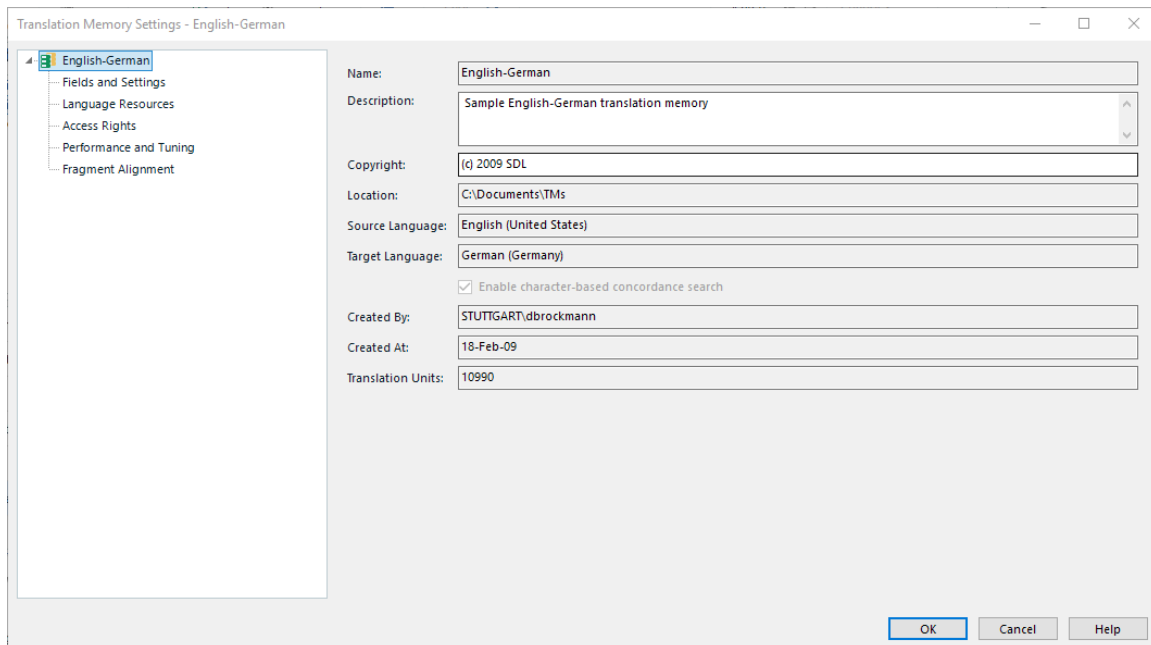 Translation Memory Settings - English-German
English-German
Fields and Settings
Language Resources
Access Rights
Performance and Tuning
Fragment Alignment
Name: English-German
Description: Sample English-German translation memory
Copyright: (c) 2009 SDL
Location: C:\Documents\TMs
Source Language: English (United States)
Target Language: German (Germany)
Enable character-based concordance search
Created By: STUTTGART\dbrockmann
Created At: 18-Feb-09
Translation Units: 10990
OK Cancel Help